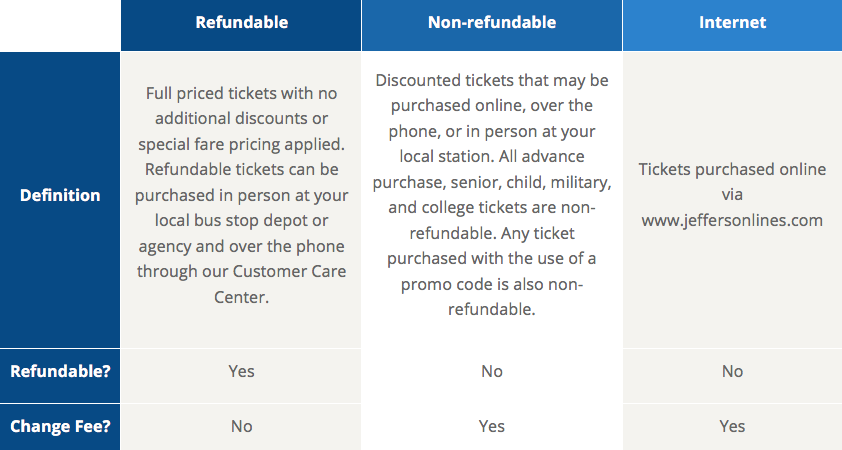 Refundable
Non-refundable
Internet
Definition
Full priced tickets with no
additional discounts or
special fare pricing applied.
Refundable tickets can be
purchased in person at your
local bus stop depot or
agency and over the phone
through our Customer Care
Center.
Discounted tickets that may be
purchased online, over the
phone, or in person at your
local station. All advance
purchase, senior, child, military,
and college tickets are non-
refundable. Any ticket
purchased with the use of a
promo code is also non-
refundable.
Tickets purchased online
via
www.jeffersonlines.com
Refundable?
Yes
No
No
Change Fee?
No
Yes
Yes